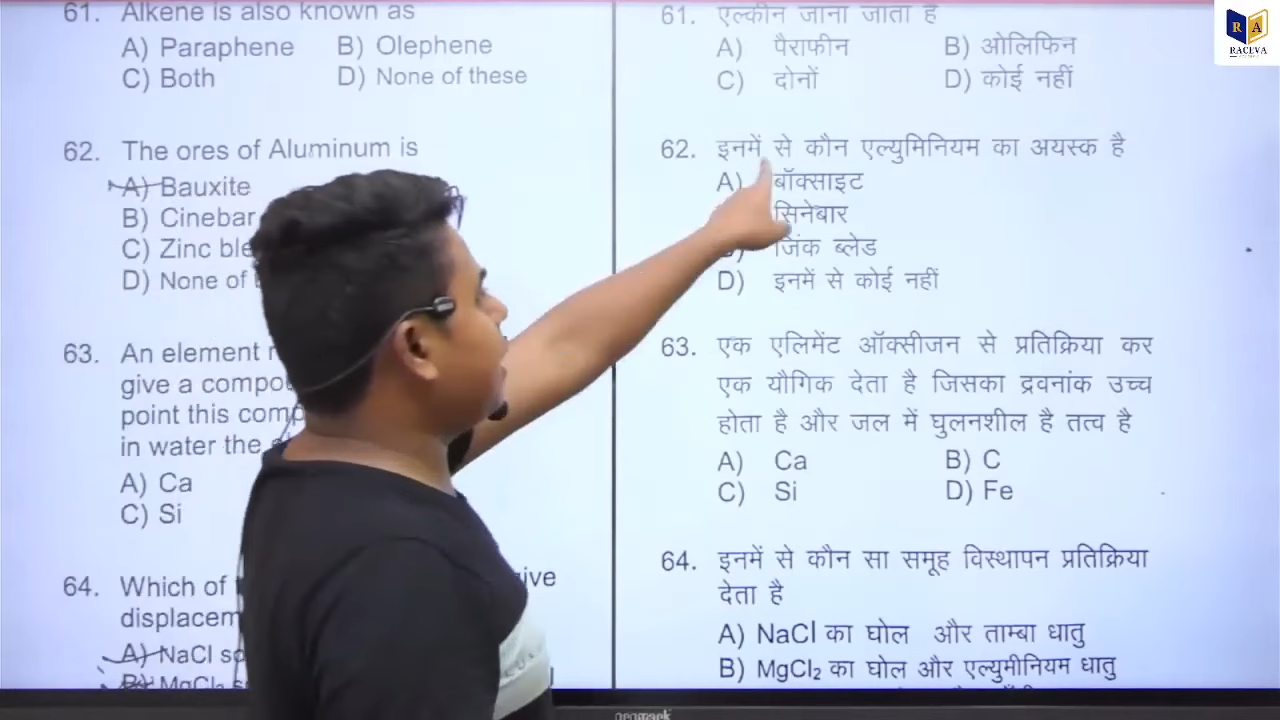 61. Alkene is also known as
A) Paraphene B) Olephene
C) Both D) None of these
62. The ores of Aluminum is
A) Bauxite
B) Cinebar
C) Zinc
D) None of
63. An element
give a
point this
in water the
A) Ca
C) Si
64. Which of give
A) NaCl
B) MgCl₂
61. एल्कीन जाना जाता है
A) पैराफीन B) ओलिफिन
C) दोनों D) कोई नहीं
62. इनमें से कौन एल्युमिनियम का अयस्क है
A) बॉक्साइट
सिनेबार
जिंक ब्लेड
D) इनमें से कोई नहीं
63. एक एलिमेंट ऑक्सीजन से प्रतिक्रिया कर
एक यौगिक देता है जिसका द्रवनांक उच्च
होता है और जल में घुलनशील है तत्व है
A) Ca B) C
C) Si D) Fe
64. इनमें से कौन सा समूह विस्थापन प्रतिक्रिया
देता है
A) NaCl का घोल और ताम्बा धातु
B) MgCl₂ का घोल और एल्युमीनियम धातु
RA
RACEVA